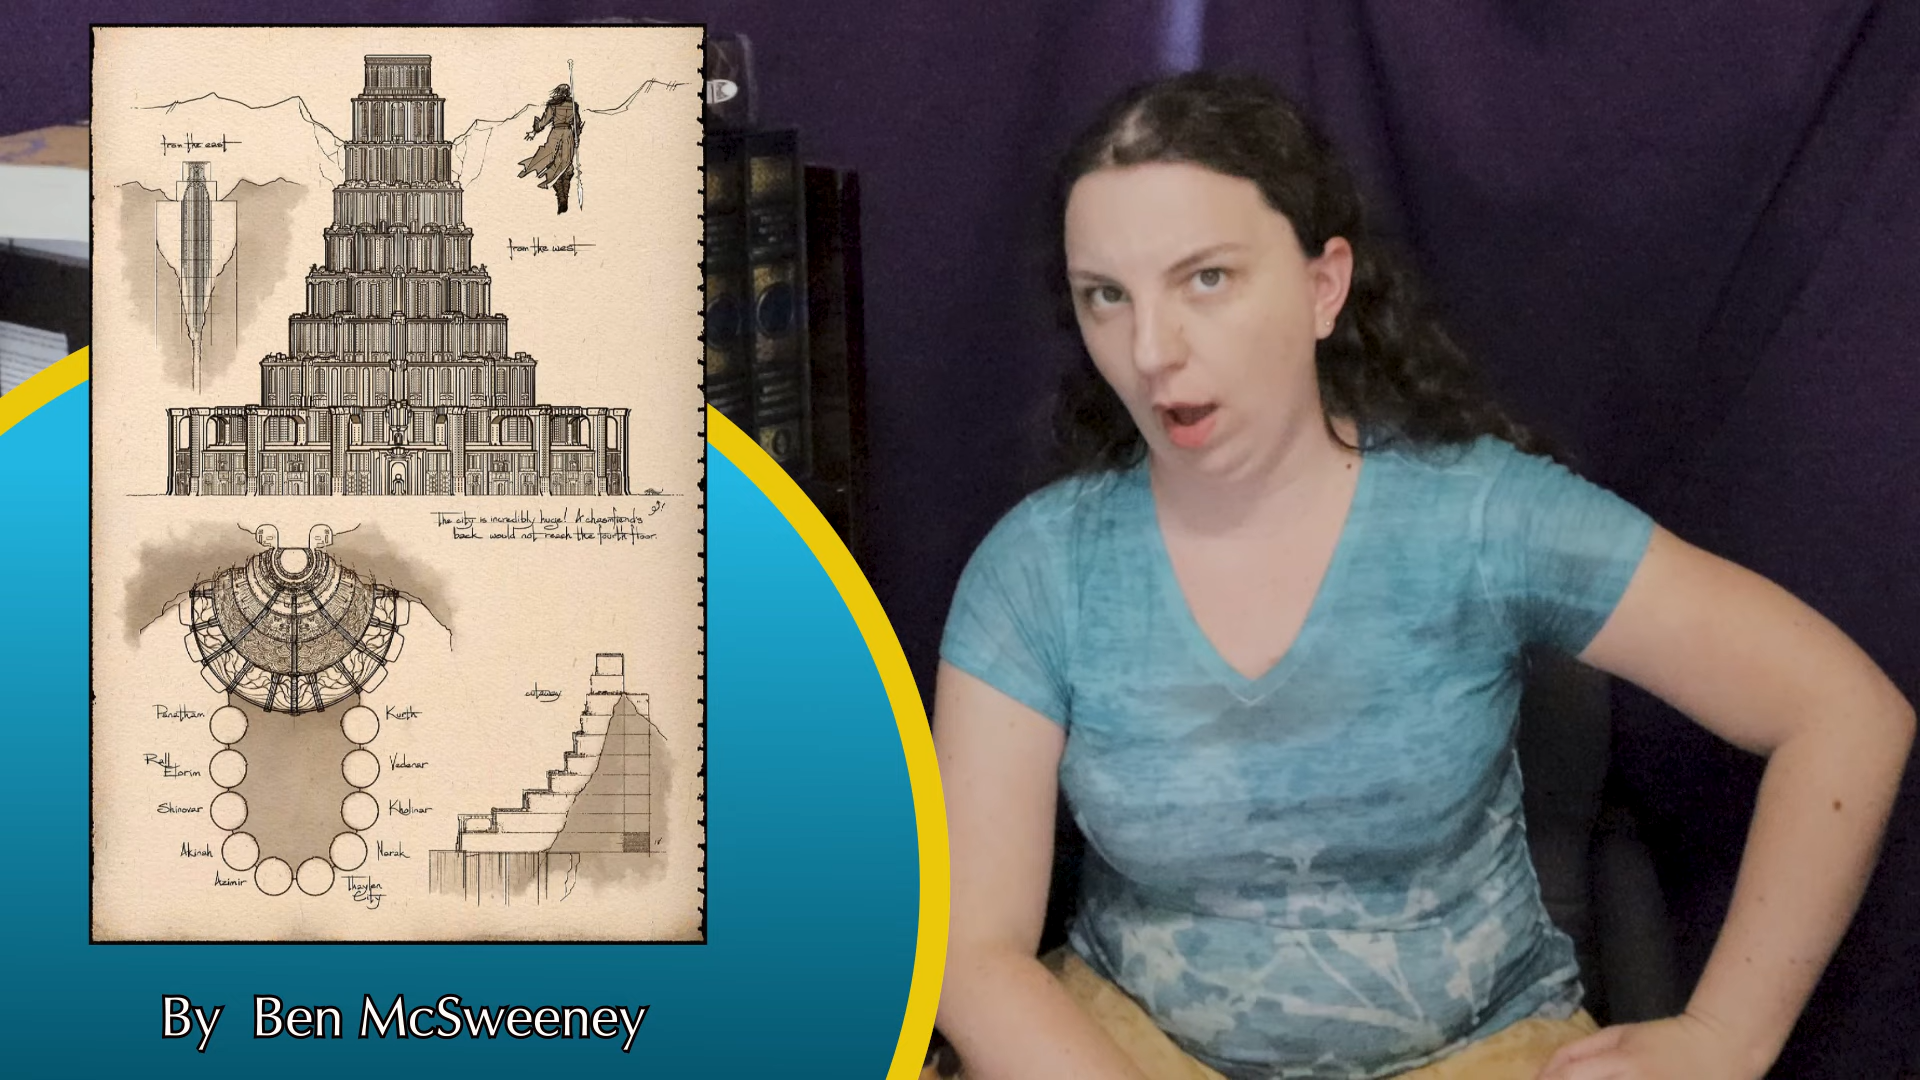 from the east
from the west
The city is incredibly huge! A chasmfiend's
back would not reach the fourth floor.
cutaway
Panatham
Kurth
Rall
Elorim
Vedenar
Shinovar
Kholinar
Akinah
Narak
Azimir
Thaylen
City
By Ben McSweeney